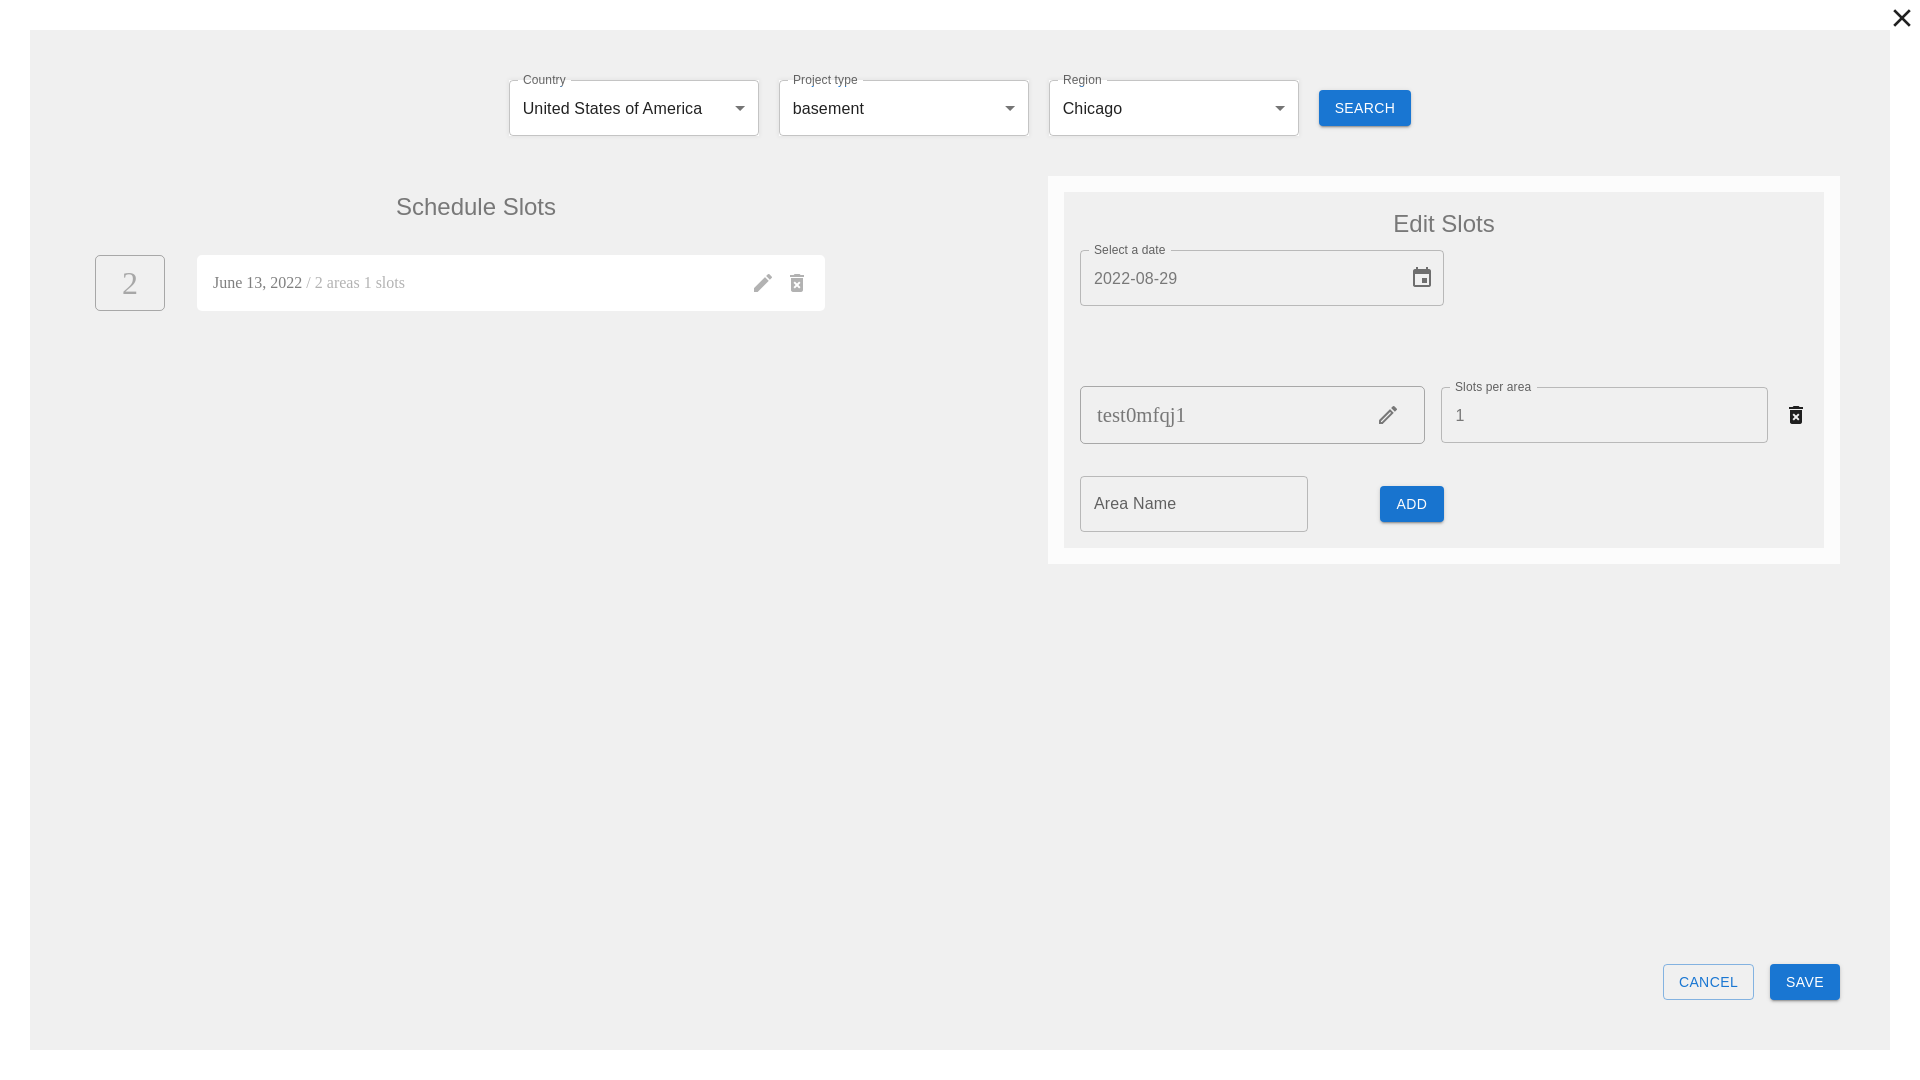 Country
United States of America
Project type
basement
Region
Chicago
SEARCH
Schedule Slots
2
June 13, 2022 / 2 areas 1 slots
Edit Slots
Select a date
2022-08-29
test0mfqj1
Slots per area
1
Area Name
ADD
CANCEL
SAVE